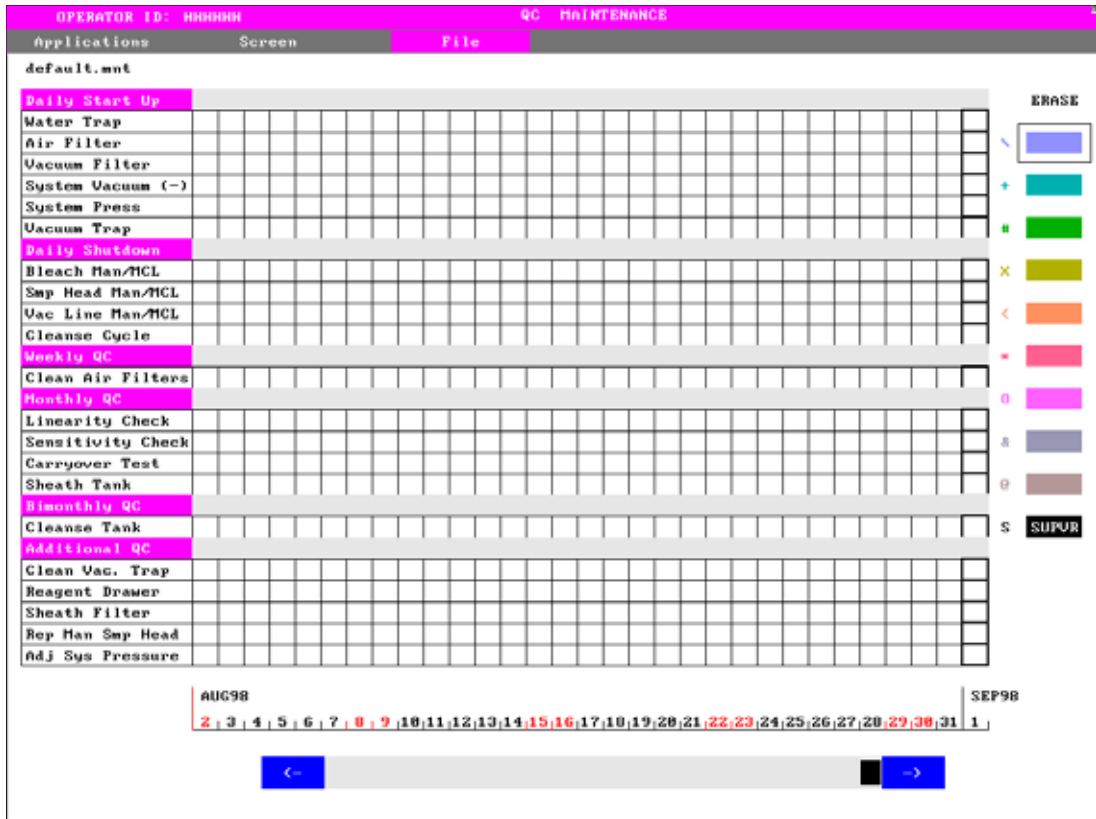 OPERATOR ID: HHHHHH QC MAINTENANCE
Applications Screen File
default.mnt
Daily Start Up ERASE
Water Trap
Air Filter \
Vacuum Filter
System Vacuum (-) +
System Press
Vacuum Trap #
Daily Shutdown
Bleach Man/MCL X
Smp Head Man/MCL
Vac Line Man/MCL <
Cleanse Cycle
Weekly QC *
Clean Air Filters
Monthly QC O
Linearity Check
Sensitivity Check &
Carryover Test
Sheath Tank @
Bimonthly QC
Cleanse Tank S SUPVR
Additional QC
Clean Vac. Trap
Reagent Drawer
Sheath Filter
Rep Man Smp Head
Adj Sys Pressure
AUG98 SEP98
2 3 4 5 6 7 8 9 10 11 12 13 14 15 16 17 18 19 20 21 22 23 24 25 26 27 28 29 30 31 1
<- ->